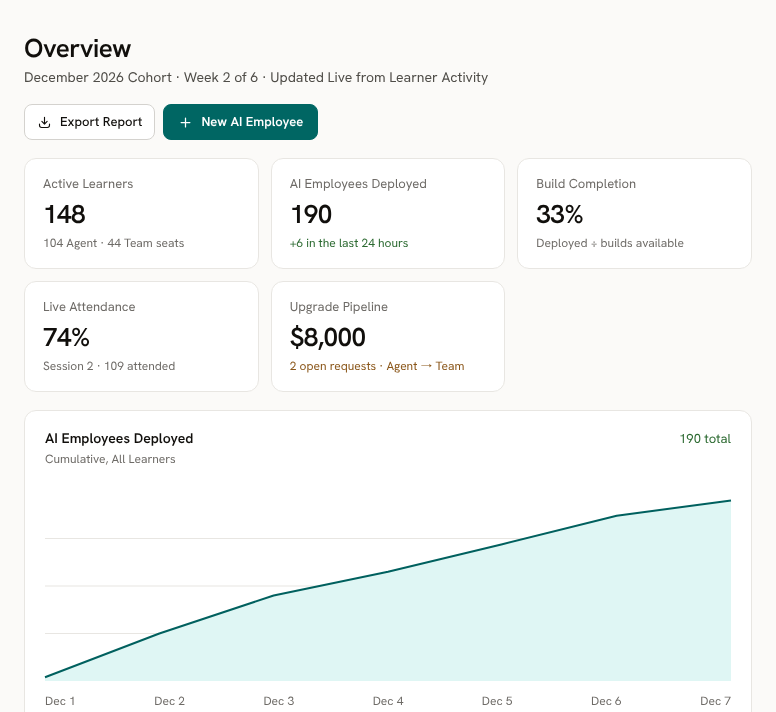 Overview
December 2026 Cohort · Week 2 of 6 · Updated Live from Learner Activity
Export Report
New AI Employee
Active Learners
148
104 Agent · 44 Team seats
AI Employees Deployed
190
+6 in the last 24 hours
Build Completion
33%
Deployed ÷ builds available
Live Attendance
74%
Session 2 · 109 attended
Upgrade Pipeline
$8,000
2 open requests · Agent → Team
AI Employees Deployed
190 total
Cumulative, All Learners
Dec 1 Dec 2 Dec 3 Dec 4 Dec 5 Dec 6 Dec 7